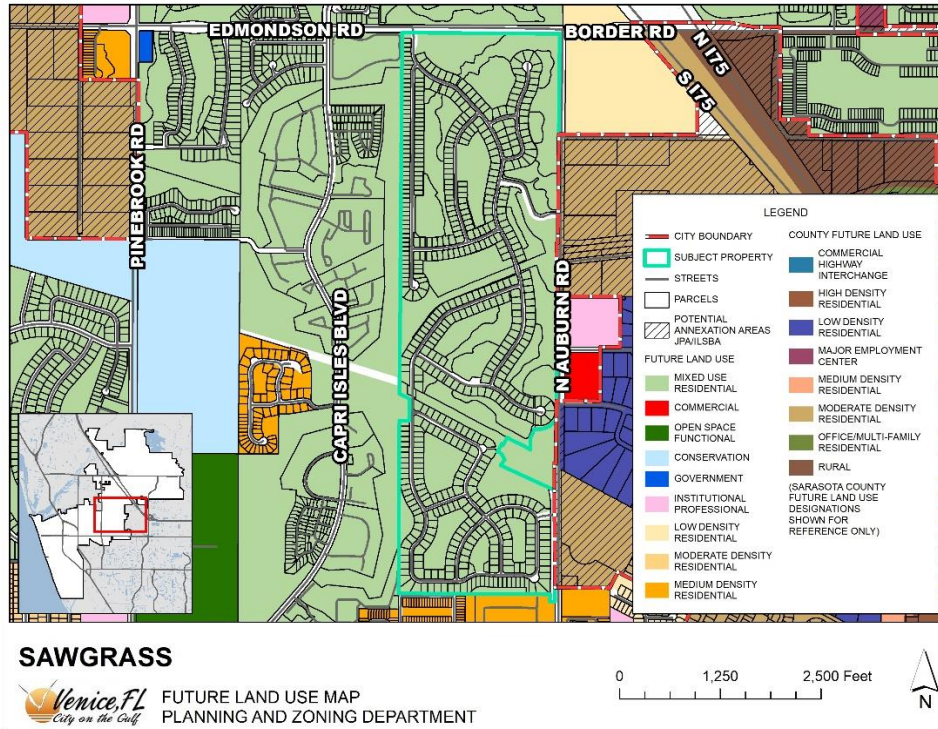 EDMONDSON RD
BORDER RD
N I75
S I75
PINEBROOK RD
CAPRI ISLES BLVD
N AUBURN RD
LEGEND
CITY BOUNDARY
SUBJECT PROPERTY
STREETS
PARCELS
POTENTIAL
ANNEXATION AREAS
JPA/ILSBA
FUTURE LAND USE
MIXED USE
RESIDENTIAL
COMMERCIAL
OPEN SPACE
FUNCTIONAL
CONSERVATION
GOVERNMENT
INSTITUTIONAL
PROFESSIONAL
LOW DENSITY
RESIDENTIAL
MODERATE DENSITY
RESIDENTIAL
MEDIUM DENSITY
RESIDENTIAL
COUNTY FUTURE LAND USE
COMMERCIAL
HIGHWAY
INTERCHANGE
HIGH DENSITY
RESIDENTIAL
LOW DENSITY
RESIDENTIAL
MAJOR EMPLOYMENT
CENTER
MEDIUM DENSITY
RESIDENTIAL
MODERATE DENSITY
RESIDENTIAL
OFFICE/MULTI-FAMILY
RESIDENTIAL
RURAL
(SARASOTA COUNTY
FUTURE LAND USE
DESIGNATIONS
SHOWN FOR
REFERENCE ONLY)
SAWGRASS
Venice, FL
City on the Gulf
FUTURE LAND USE MAP
PLANNING AND ZONING DEPARTMENT
0 1,250 2,500 Feet
N